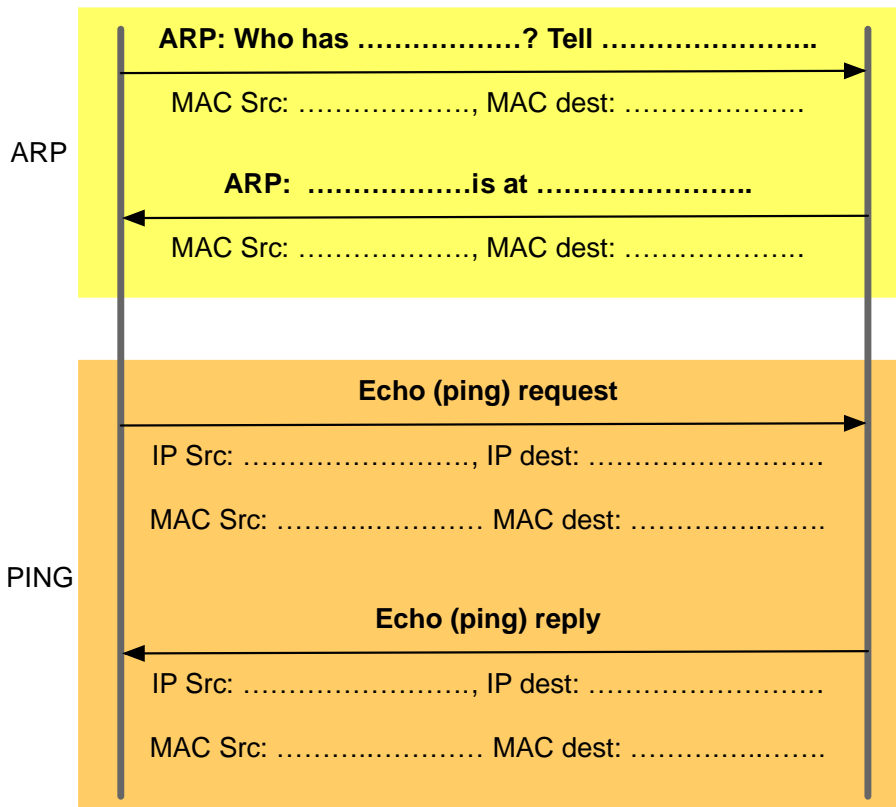 ARP: Who has ………………? Tell …………………...
MAC Src: ………………., MAC dest: ………………..
ARP
ARP: ………………is at …………………..
MAC Src: ………………., MAC dest: ………………..
Echo (ping) request
IP Src: ……………………., IP dest: ……………………..
MAC Src: ………..………… MAC dest: …………..…….
PING
Echo (ping) reply
IP Src: ……………………., IP dest: ……………………..
MAC Src: ………..………… MAC dest: …………..…….